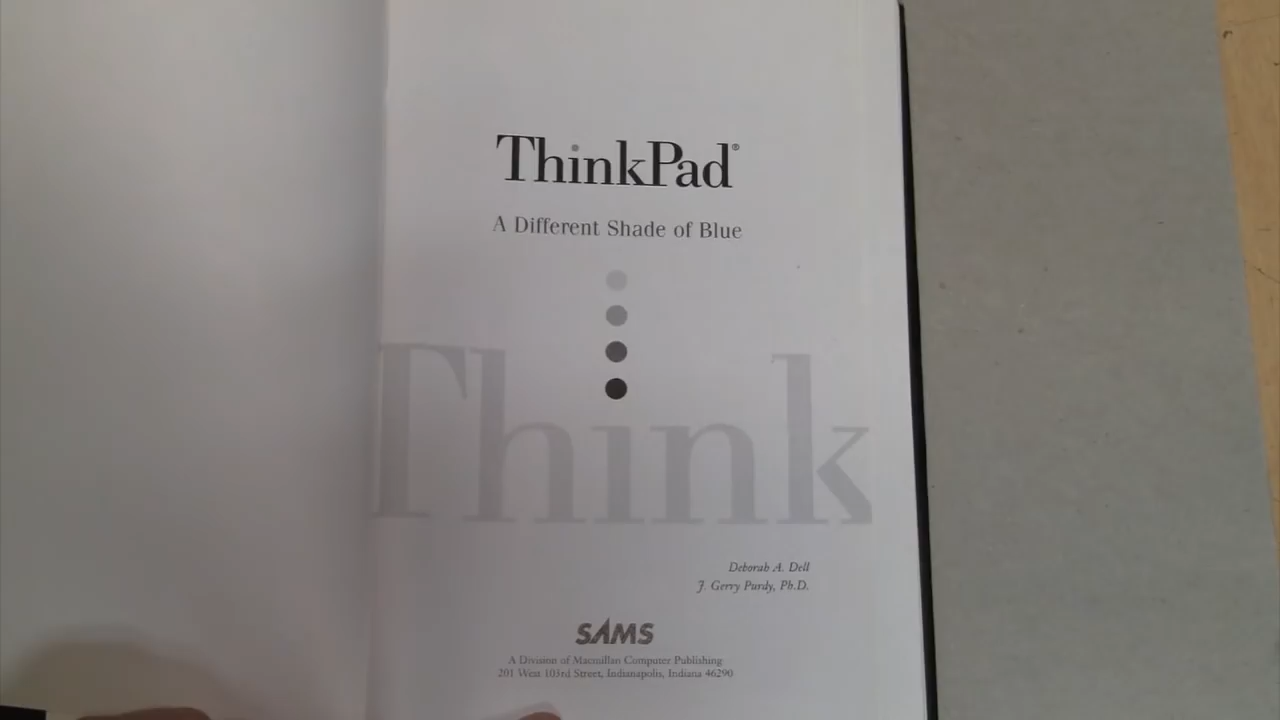 ThinkPad®
A Different Shade of Blue
Think
Deborah A. Dell
J. Gerry Purdy, Ph.D.
SAMS
A Division of Macmillan Computer Publishing
201 West 103rd Street, Indianapolis, Indiana 46290